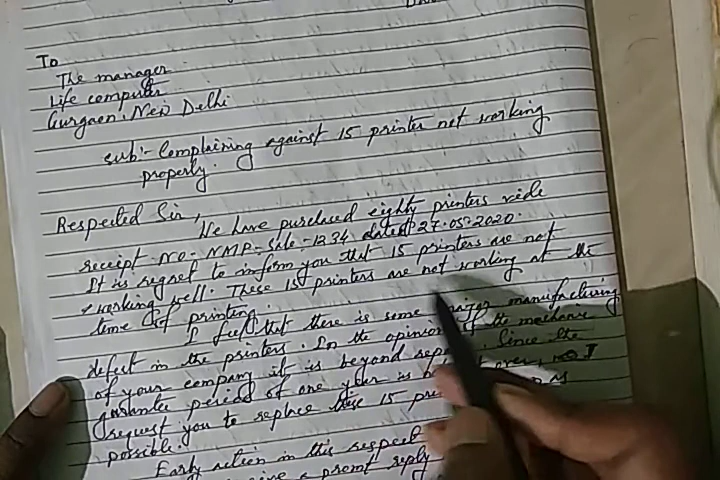 To
The manager
Life computer
Gurgaon, New Delhi
sub:- Complaining against 15 printer not working
properly.
Respected Sir,
We have purchased eighty printers vide
receipt No- NMP- Sale- 1234 dated 27.05.2020.
It is regret to inform you that 15 printers are not
working well. These 15 printers are not working at the
time of printing.
I feel that there is some major manufacturing
defect in the printers. In the opinion of the mechanic
of your company it is beyond Since the
guarantee period of one year is over, I
request you to replace these 15 as
possible.
Early action in this respect
a promt reply